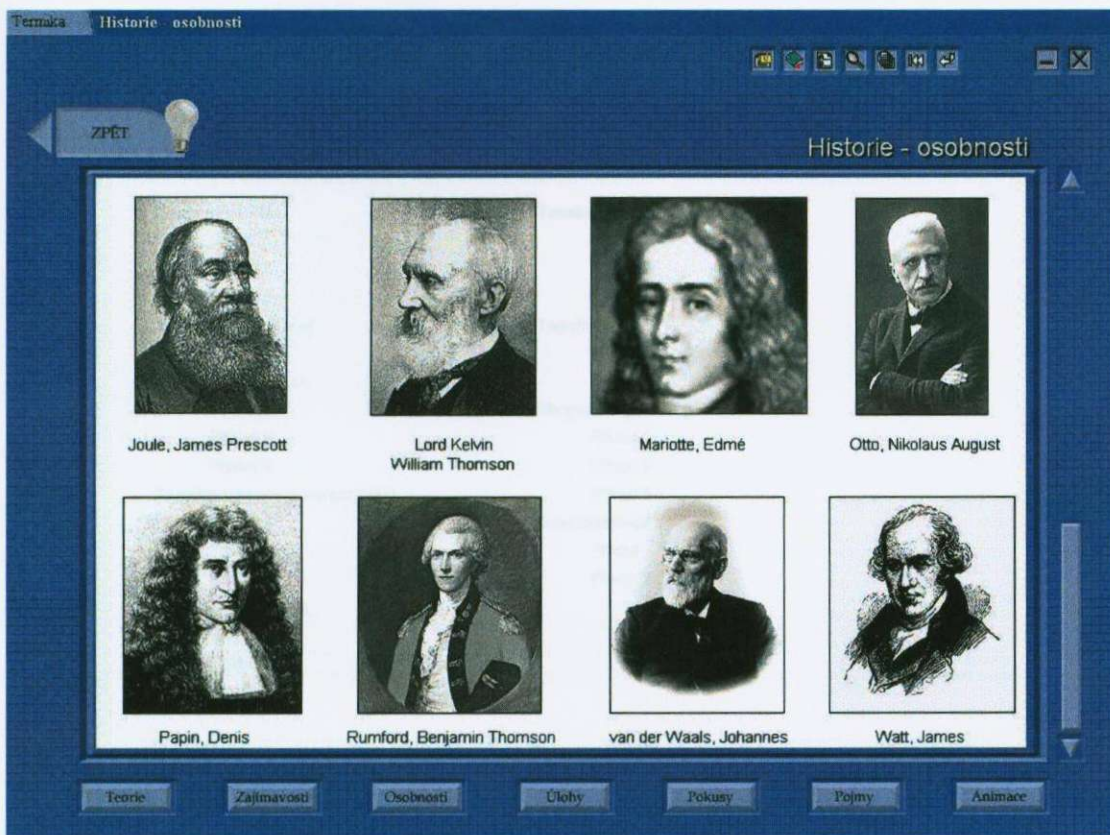 Termika
Historie - osobnosti
ZPĚT
Historie - osobnosti
Joule, James Prescott
Lord Kelvin
William Thomson
Mariotte, Edmé
Otto, Nikolaus August
Papin, Denis
Rumford, Benjamin Thomson
van der Waals, Johannes
Watt, James
Teorie
Zajímavosti
Osobnosti
Úlohy
Pokusy
Pojmy
Animace